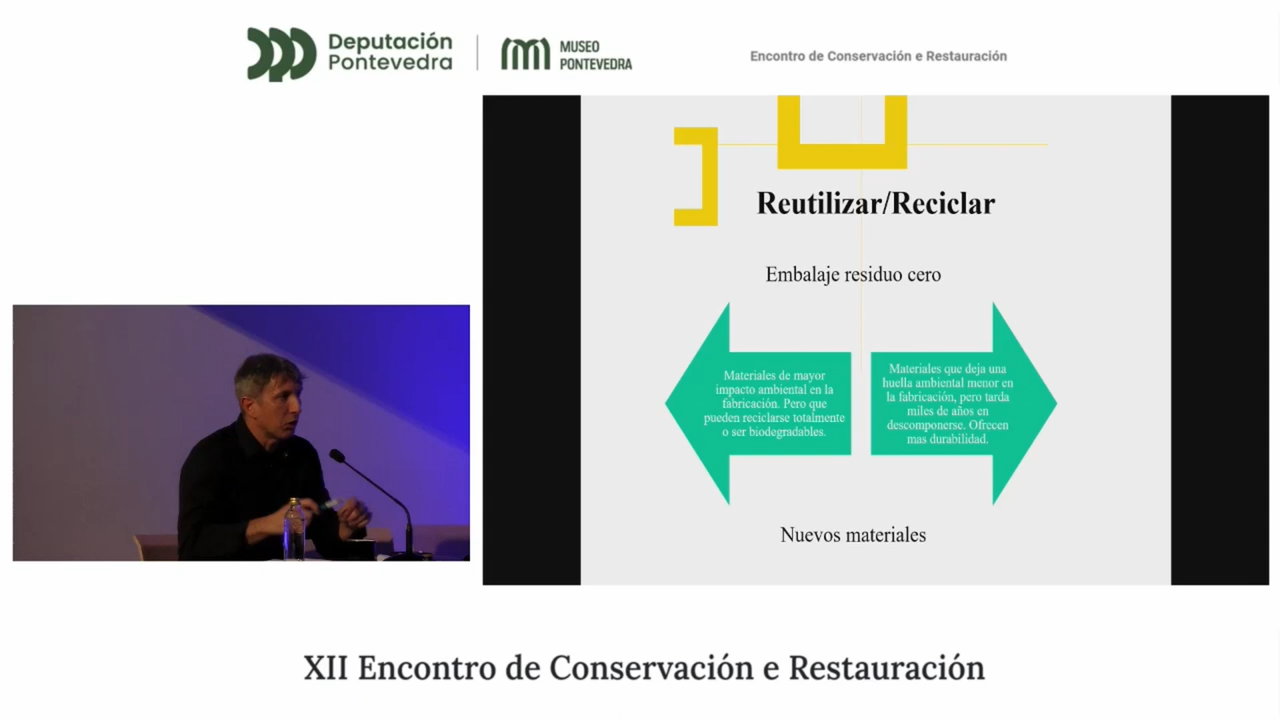 Deputación
Pontevedra
MUSEO
PONTEVEDRA
Encontro de Conservación e Restauración
Reutilizar/Reciclar
Embalaje residuo cero
Materiales de mayor
impacto ambiental en la
fabricación. Pero que
pueden reciclarse totalmente
o ser biodegradables.
Materiales que deja una
huella ambiental menor en
la fabricación, pero tarda
miles de años en
descomponerse. Ofrecen
mas durabilidad.
Nuevos materiales
XII Encontro de Conservación e Restauración